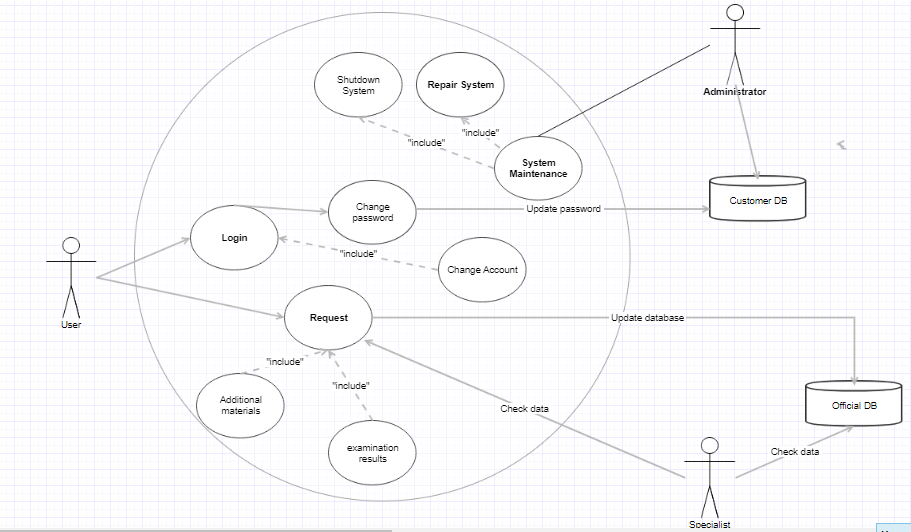 Administrator
Shutdown
System
Repair System
"include"
"include"
System
Maintenance
Customer DB
Change
password
Update password
Login
"include"
Change Account
User
Request
Update database
"include"
"include"
Additional
materials
Check data
Official DB
examination
results
Check data
Specialist